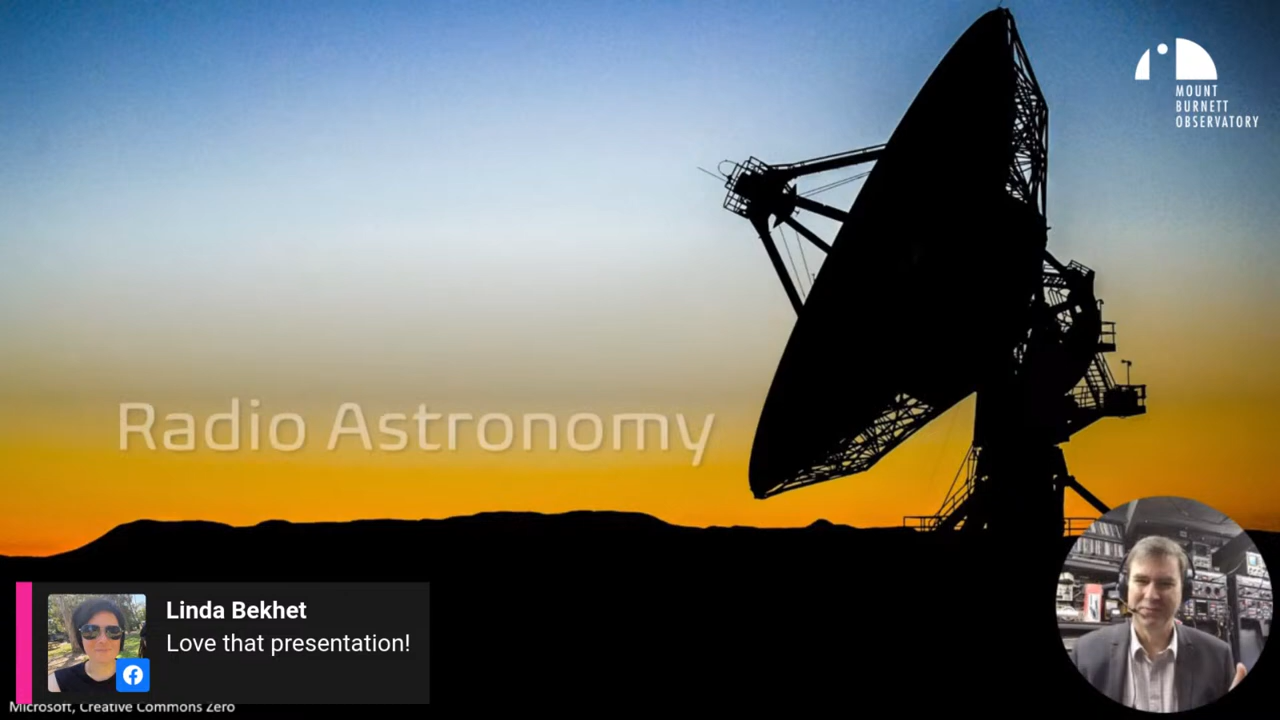 MOUNT
BURNETT
OBSERVATORY
Radio Astronomy
Linda Bekhet
Love that presentation!
Microsoft, Creative Commons Zero